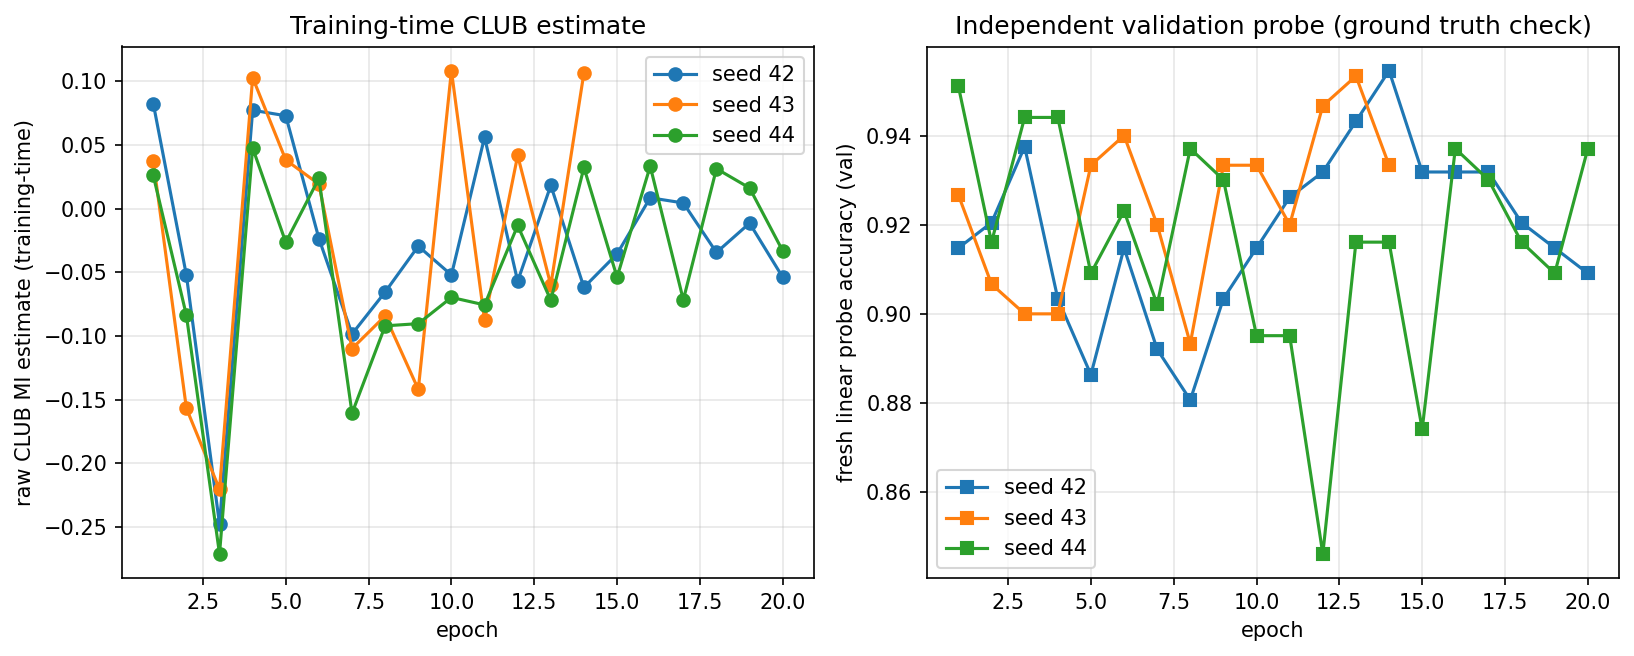 Training-time CLUB estimate
raw CLUB MI estimate (training-time)
0.10
0.05
0.00
−0.05
−0.10
−0.15
−0.20
−0.25
seed 42
seed 43
seed 44
2.5 5.0 7.5 10.0 12.5 15.0 17.5 20.0
epoch
Independent validation probe (ground truth check)
fresh linear probe accuracy (val)
0.94
0.92
0.90
0.88
0.86
seed 42
seed 43
seed 44
2.5 5.0 7.5 10.0 12.5 15.0 17.5 20.0
epoch